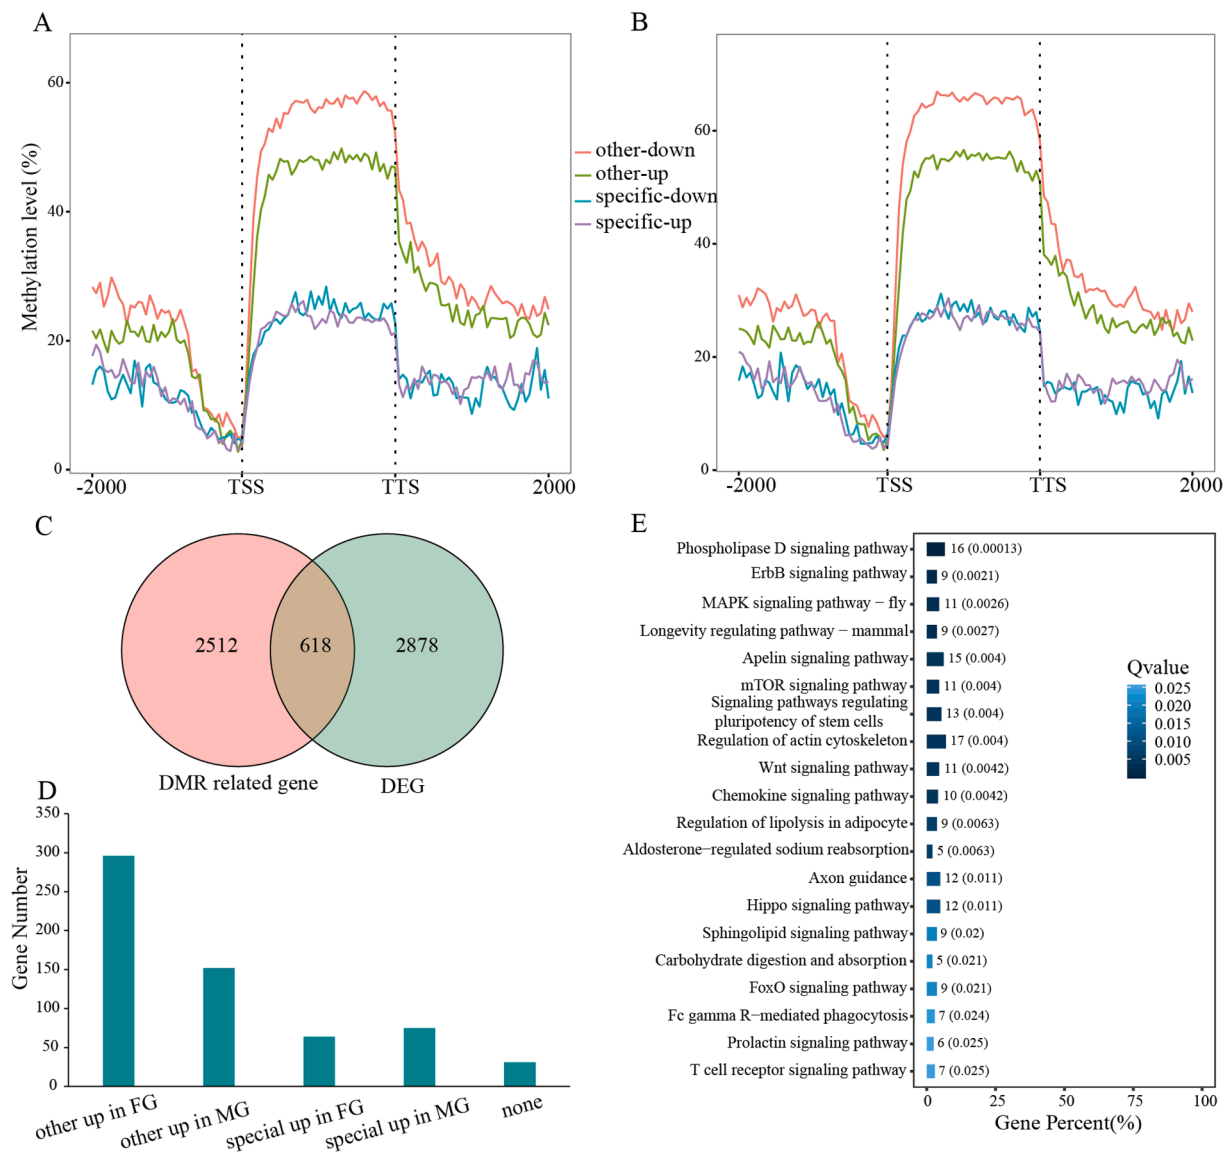 A
B
Methylation level (%)
60
40
20
0
-2000
TSS
TTS
2000
other-down
other-up
specific-down
specific-up
60
40
20
0
-2000
TSS
TTS
2000
C
2512
618
2878
DMR related gene
DEG
D
Gene Number
350
300
250
200
150
100
50
0
other up in FG
other up in MG
special up in FG
special up in MG
none
E
Phospholipase D signaling pathway 16 (0.00013)
ErbB signaling pathway 9 (0.0021)
MAPK signaling pathway − fly 11 (0.0026)
Longevity regulating pathway − mammal 9 (0.0027)
Apelin signaling pathway 15 (0.004)
mTOR signaling pathway 11 (0.004)
Signaling pathways regulating
pluripotency of stem cells 13 (0.004)
Regulation of actin cytoskeleton 17 (0.004)
Wnt signaling pathway 11 (0.0042)
Chemokine signaling pathway 10 (0.0042)
Regulation of lipolysis in adipocyte 9 (0.0063)
Aldosterone−regulated sodium reabsorption 5 (0.0063)
Axon guidance 12 (0.011)
Hippo signaling pathway 12 (0.011)
Sphingolipid signaling pathway 9 (0.02)
Carbohydrate digestion and absorption 5 (0.021)
FoxO signaling pathway 9 (0.021)
Fc gamma R−mediated phagocytosis 7 (0.024)
Prolactin signaling pathway 6 (0.025)
T cell receptor signaling pathway 7 (0.025)
0
25
50
75
100
Gene Percent(%)
Qvalue
0.025
0.020
0.015
0.010
0.005